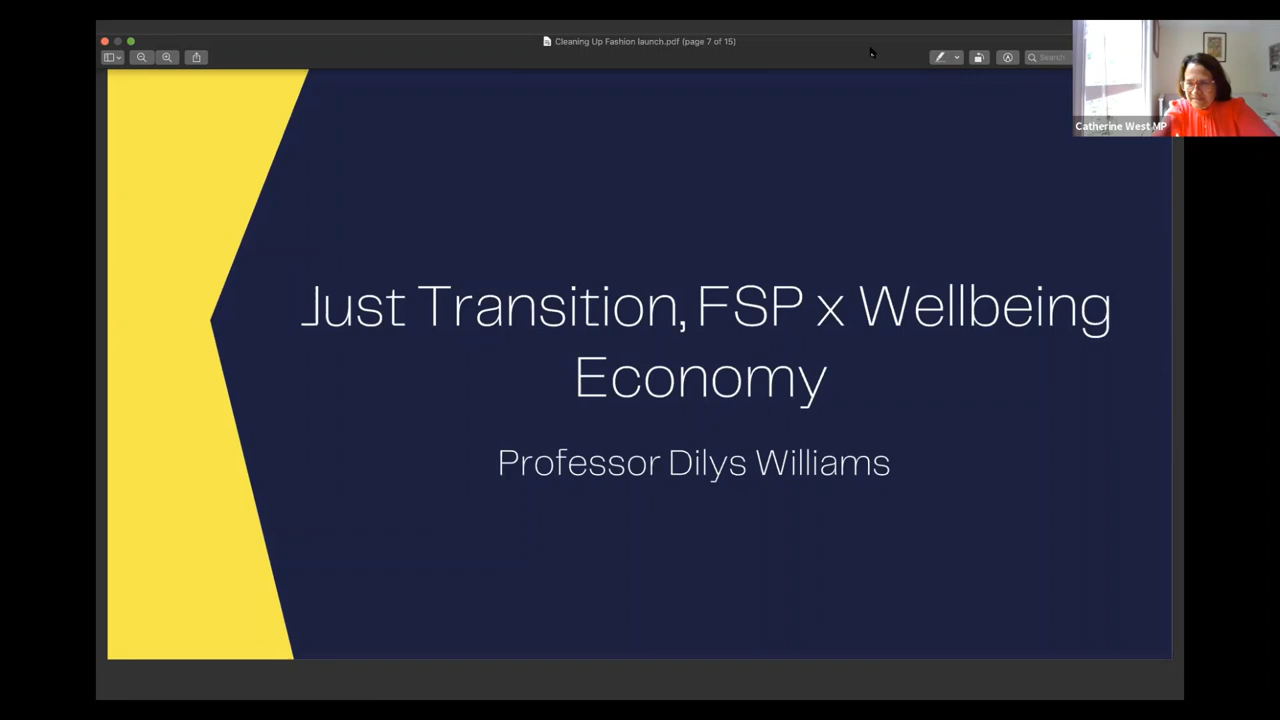 Cleaning Up Fashion launch.pdf (page 7 of 15)
Search
Catherine West MP
Just Transition, FSP x Wellbeing
Economy
Professor Dilys Williams